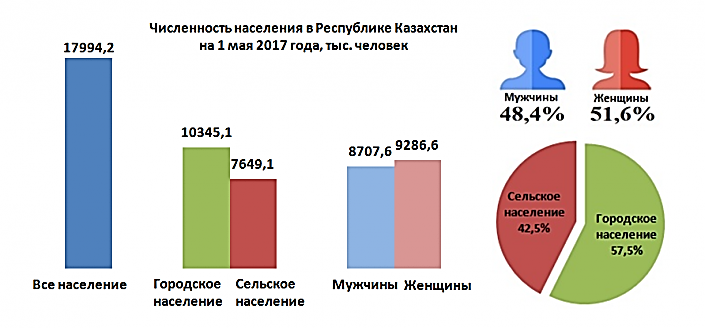 Численность населения в Республике Казахстан
на 1 мая 2017 года, тыс. человек
17994,2
10345,1
7649,1
8707,6
9286,6
Все население
Городское
население
Сельское
население
Мужчины
Женщины
Мужчины
48,4%
Женщины
51,6%
Сельское
население
42,5%
Городское
население
57,5%